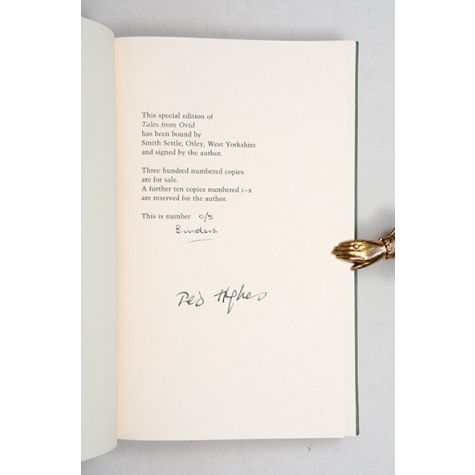 This special edition of
Tales from Ovid
has been bound by
Smith Settle, Otley, West Yorkshire
and signed by the author.
Three hundred numbered copies
are for sale.
A further ten copies numbered I–X
are reserved for the author.
This is number O/S
Binders
Ted Hughes